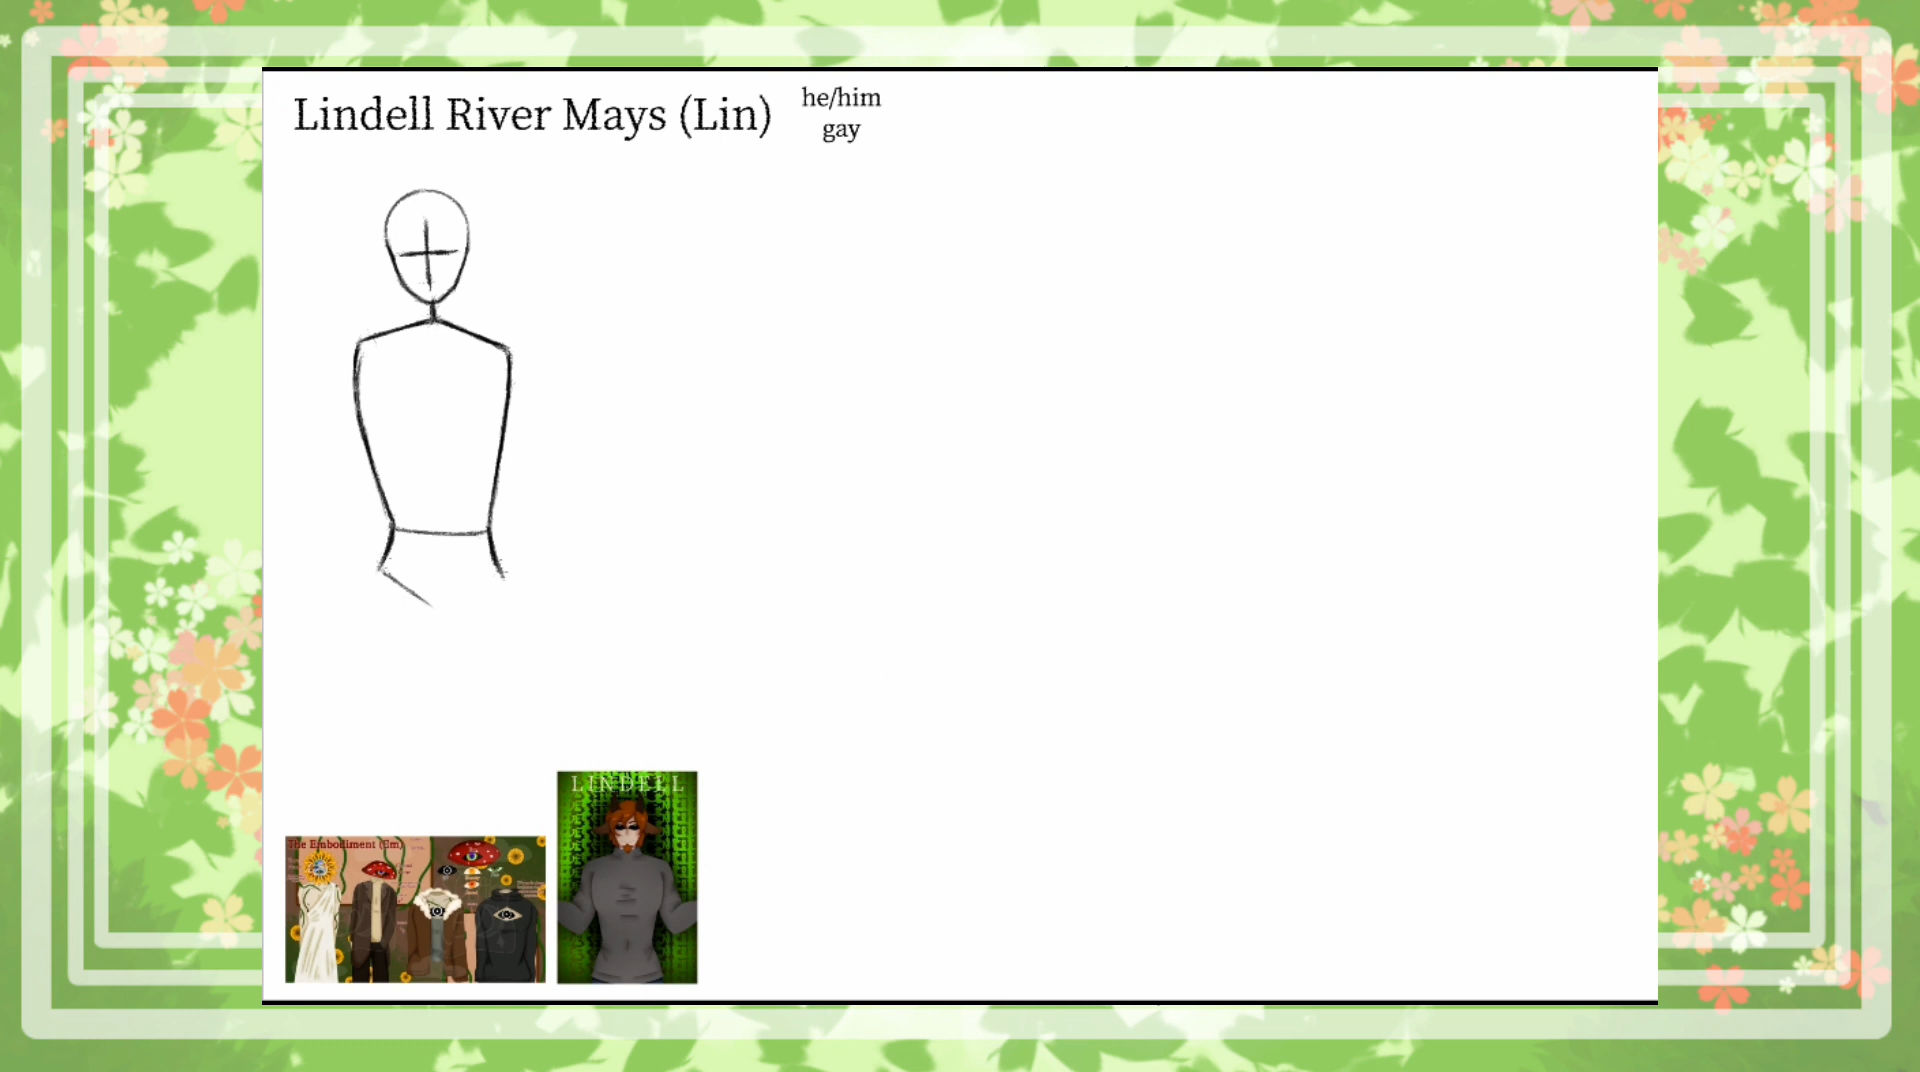 Lindell River Mays (Lin)
he/him
gay
LINDELL
The Embodiment (Em)